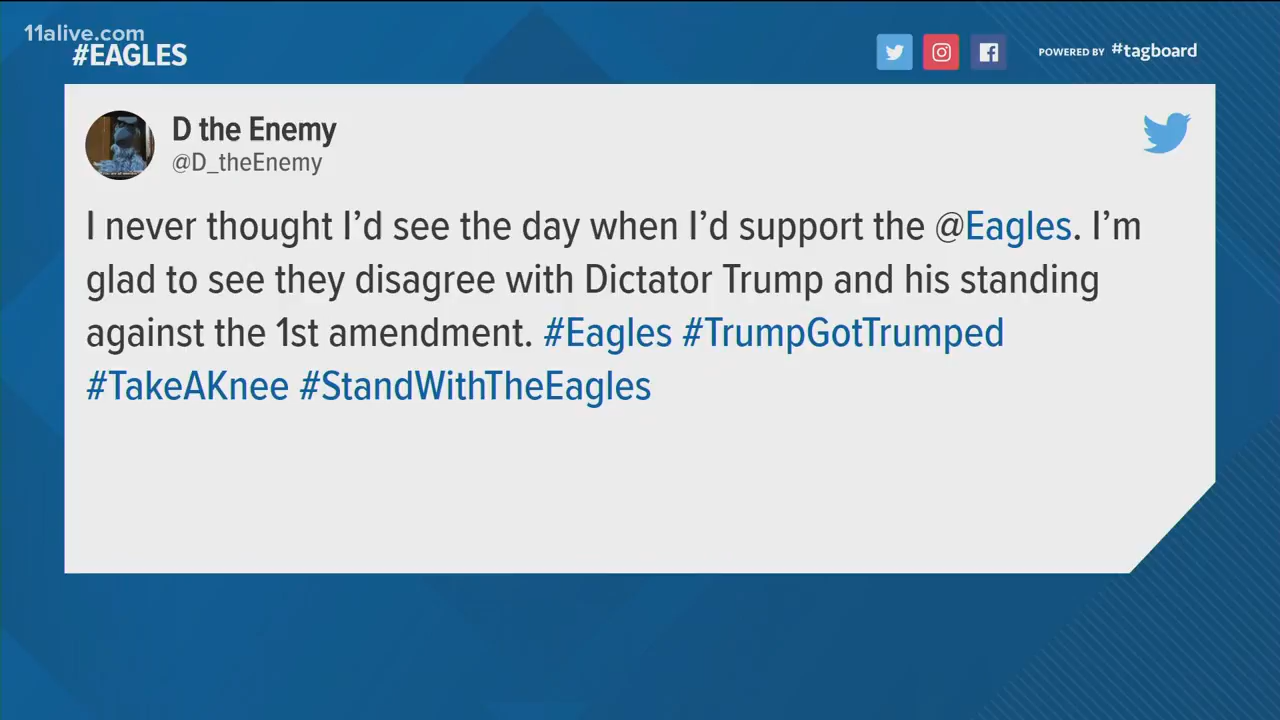 11alive.com
#EAGLES
POWERED BY #tagboard
D the Enemy
@D_theEnemy
I never thought I’d see the day when I’d support the @Eagles. I’m
glad to see they disagree with Dictator Trump and his standing
against the 1st amendment. #Eagles #TrumpGotTrumped
#TakeAKnee #StandWithTheEagles